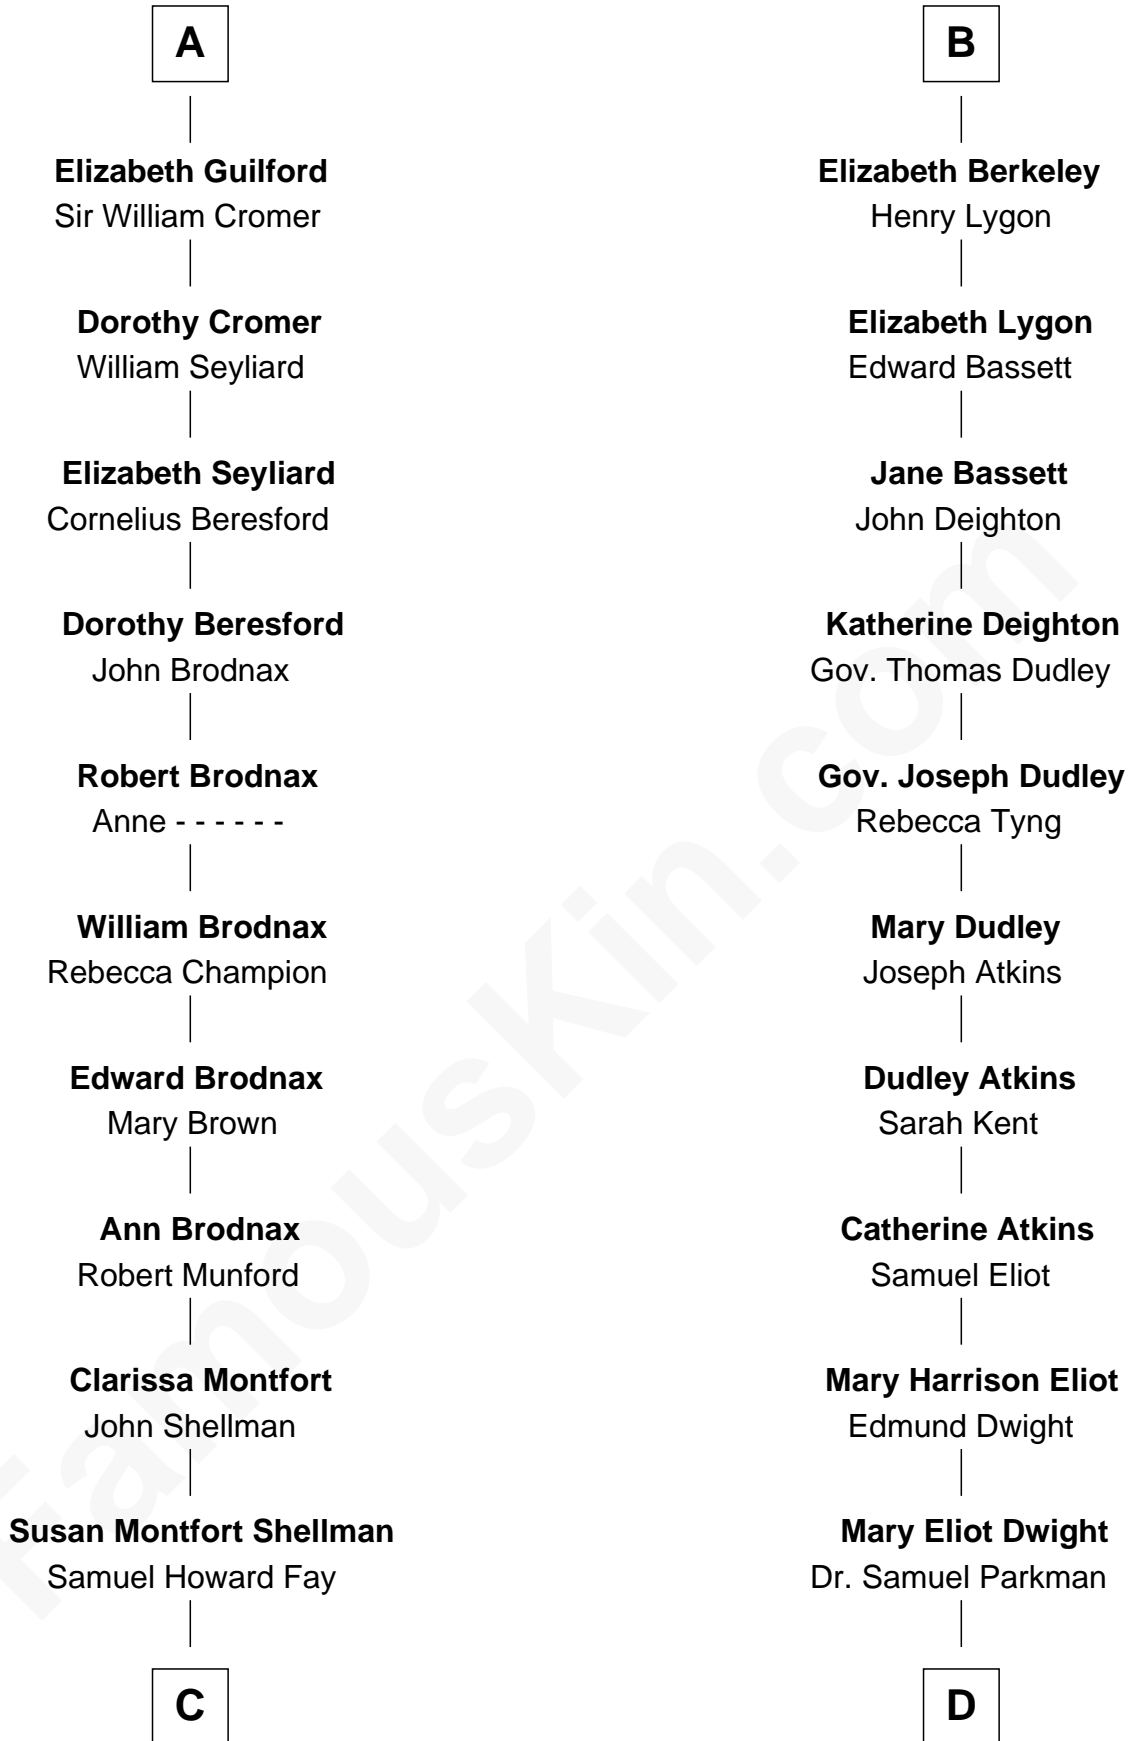 A
Elizabeth Guilford
Sir William Cromer
Dorothy Cromer
William Seyliard
Elizabeth Seyliard
Cornelius Beresford
Dorothy Beresford
John Brodnax
Robert Brodnax
Anne - - - - - -
William Brodnax
Rebecca Champion
Edward Brodnax
Mary Brown
Ann Brodnax
Robert Munford
Clarissa Montfort
John Shellman
Susan Montfort Shellman
Samuel Howard Fay
C
B
Elizabeth Berkeley
Henry Lygon
Elizabeth Lygon
Edward Bassett
Jane Bassett
John Deighton
Katherine Deighton
Gov. Thomas Dudley
Gov. Joseph Dudley
Rebecca Tyng
Mary Dudley
Joseph Atkins
Dudley Atkins
Sarah Kent
Catherine Atkins
Samuel Eliot
Mary Harrison Eliot
Edmund Dwight
Mary Eliot Dwight
Dr. Samuel Parkman
D
FamousKin.com